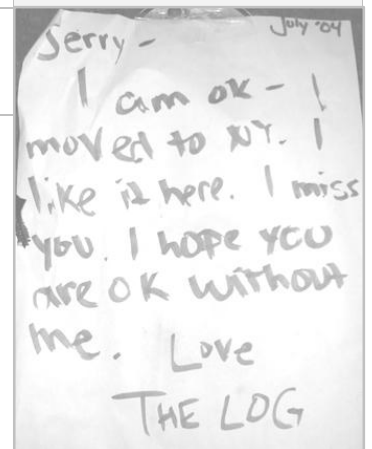 July '04
Jerry -
I am ok - I
moved to NY. I
like it here. I miss
you. I hope you
are OK without
me. Love
THE LOG